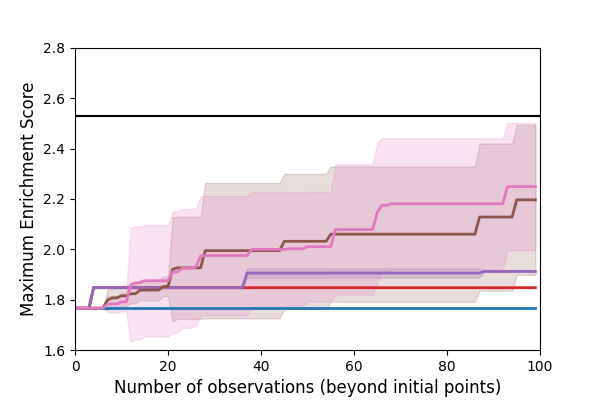 2.8
2.6
2.4
2.2
2.0
1.8
1.6
Maximum Enrichment Score
0 20 40 60 80 100
Number of observations (beyond initial points)